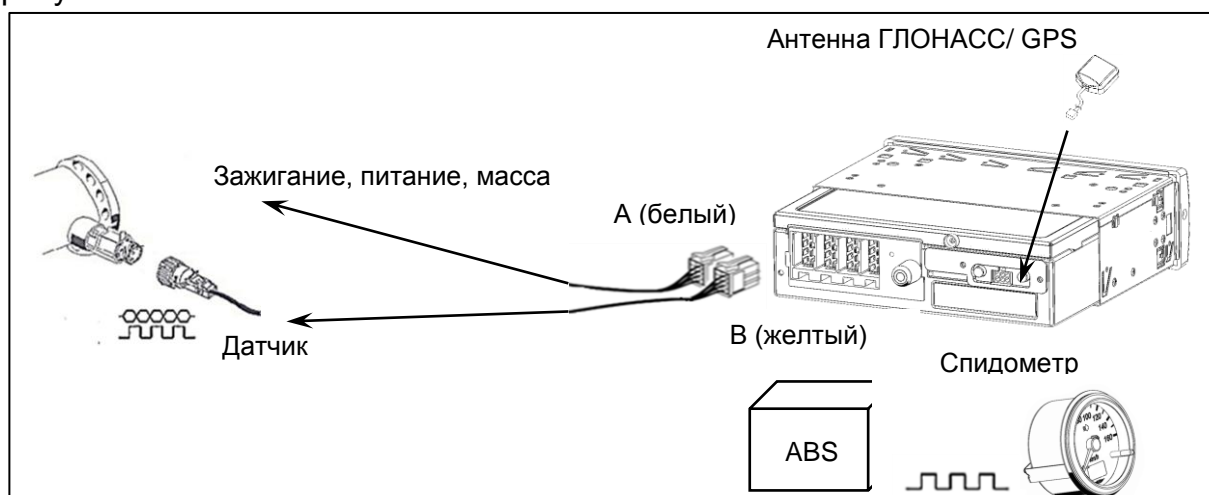 Антенна ГЛОНАСС/ GPS
Зажигание, питание, масса
А (белый)
В (желтый)
Датчик
Спидометр
ABS